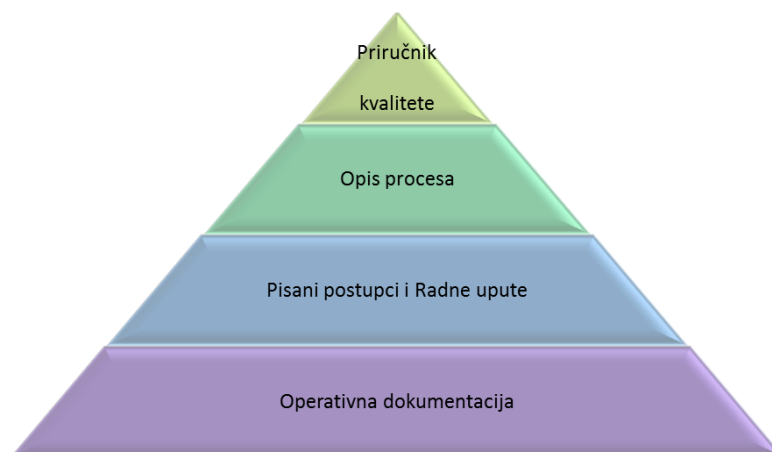 Priručnik
kvalitete
Opis procesa
Pisani postupci i Radne upute
Operativna dokumentacija